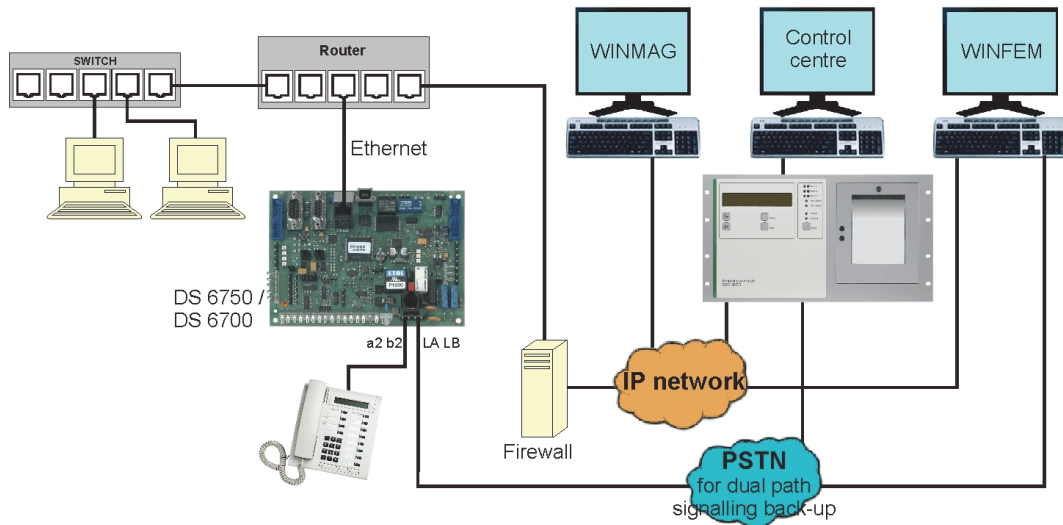 SWITCH
Router
WINMAG
Control
centre
WINFEM
Ethernet
DS 6750 /
DS 6700
a2 b2
LA LB
IP network
Firewall
PSTN
for dual path
signalling back-up